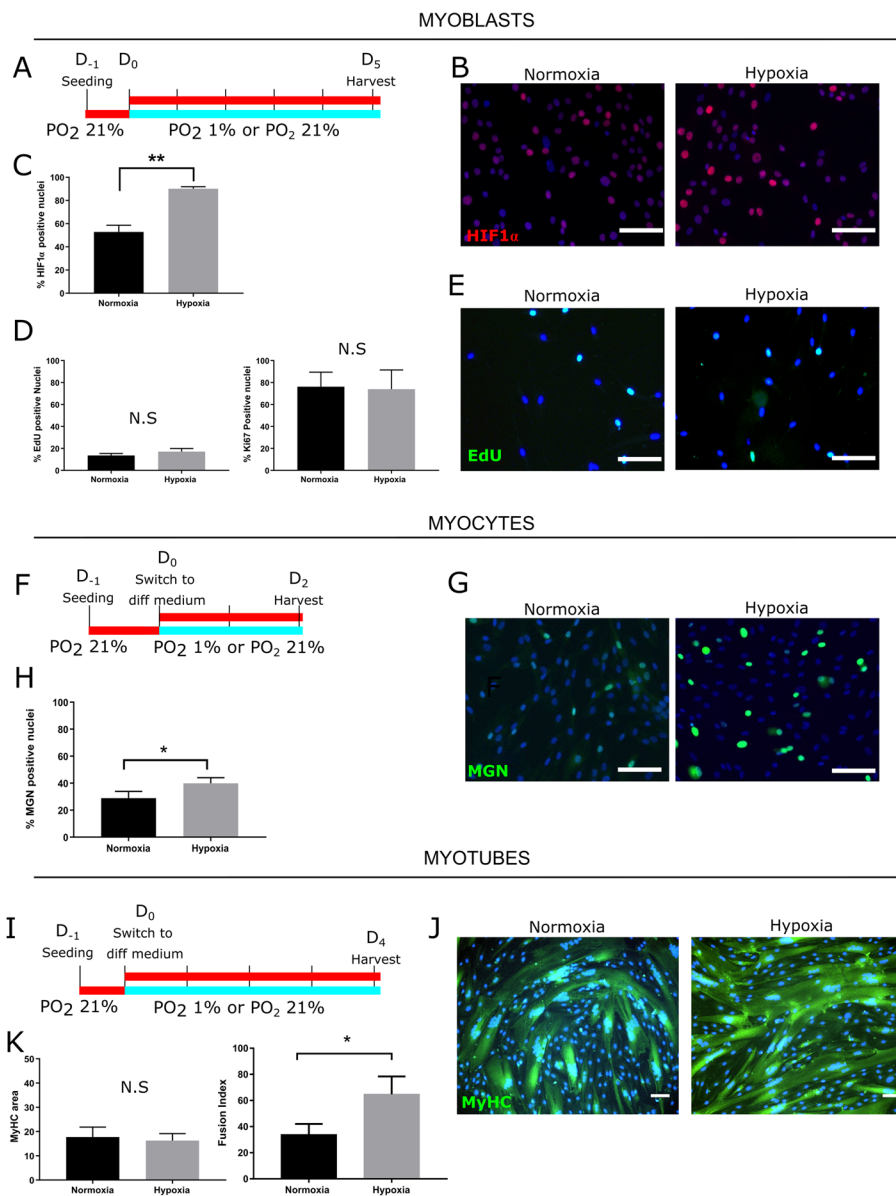 MYOBLASTS
A
D-1
Seeding
D0
D5
Harvest
PO2 21%
PO2 1% or PO2 21%
B
Normoxia
Hypoxia
HIF1α
C
**
% HIF1α positive nuclei
100
80
60
40
20
0
Normoxia
Hypoxia
D
N.S
% EdU positive Nuclei
100
80
60
40
20
0
Normoxia
Hypoxia
N.S
% Ki67 Positive nuclei
100
80
60
40
20
0
Normoxia
Hypoxia
E
Normoxia
Hypoxia
EdU
MYOCYTES
F
D-1
Seeding
D0
Switch to
diff medium
D2
Harvest
PO2 21%
PO2 1% or PO2 21%
G
Normoxia
Hypoxia
F
MGN
H
*
% MGN positive nuclei
100
80
60
40
20
0
Normoxia
Hypoxia
MYOTUBES
I
D-1
Seeding
D0
Switch to
diff medium
D4
Harvest
PO2 21%
PO2 1% or PO2 21%
J
Normoxia
Hypoxia
MyHC
K
N.S
MyHC area
50
40
30
20
10
0
Normoxia
Hypoxia
*
Fusion Index
100
80
60
40
20
0
Normoxia
Hypoxia